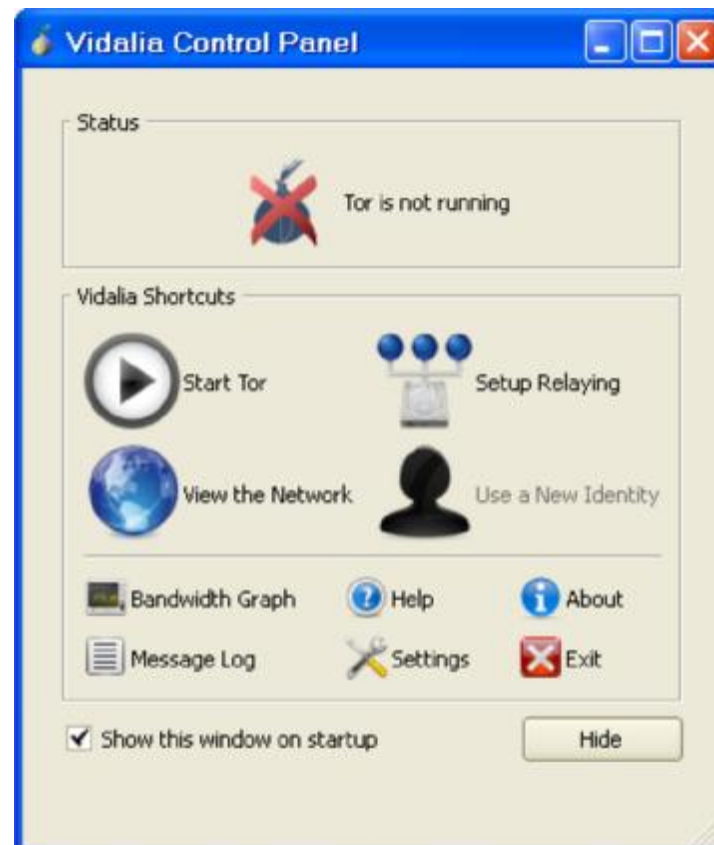 Vidalia Control Panel
Status
Tor is not running
Vidalia Shortcuts
Start Tor
Setup Relaying
View the Network
Use a New Identity
Bandwidth Graph
Help
About
Message Log
Settings
Exit
Show this window on startup
Hide